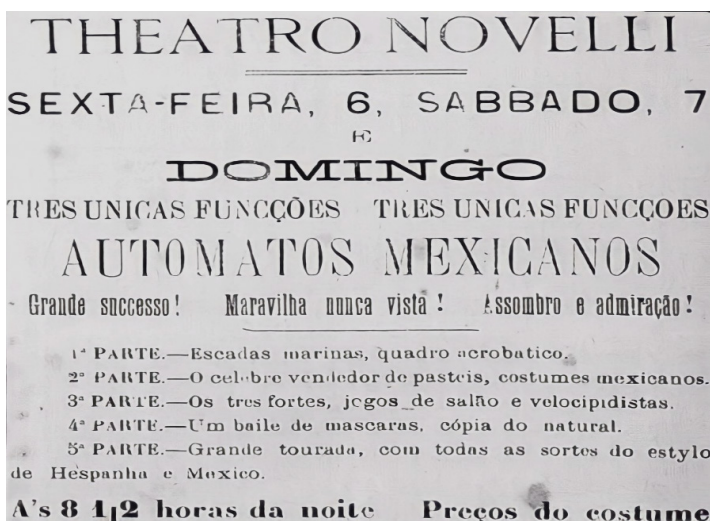 THEATRO NOVELLI
SEXTA-FEIRA, 6, SABBADO, 7
E
DOMINGO
TRES UNICAS FUNCÇÕES TRES UNICAS FUNCÇOES
AUTOMATOS MEXICANOS
Grande successo! Maravilha nunca vista! Assombro e admiração!
1ª PARTE.—Escadas marinas, quadro acrobatico.
2ª PARTE.—O celebre vendedor de pasteis, costumes mexicanos.
3ª PARTE.—Os tres fortes, jogos de salão e velocipidistas.
4ª PARTE.—Um baile de mascaras, cópia do natural.
5ª PARTE.—Grande tourada, com todas as sortes do estylo
de Hespanha e Mexico.
A's 8 1|2 horas da noite Preços do costume